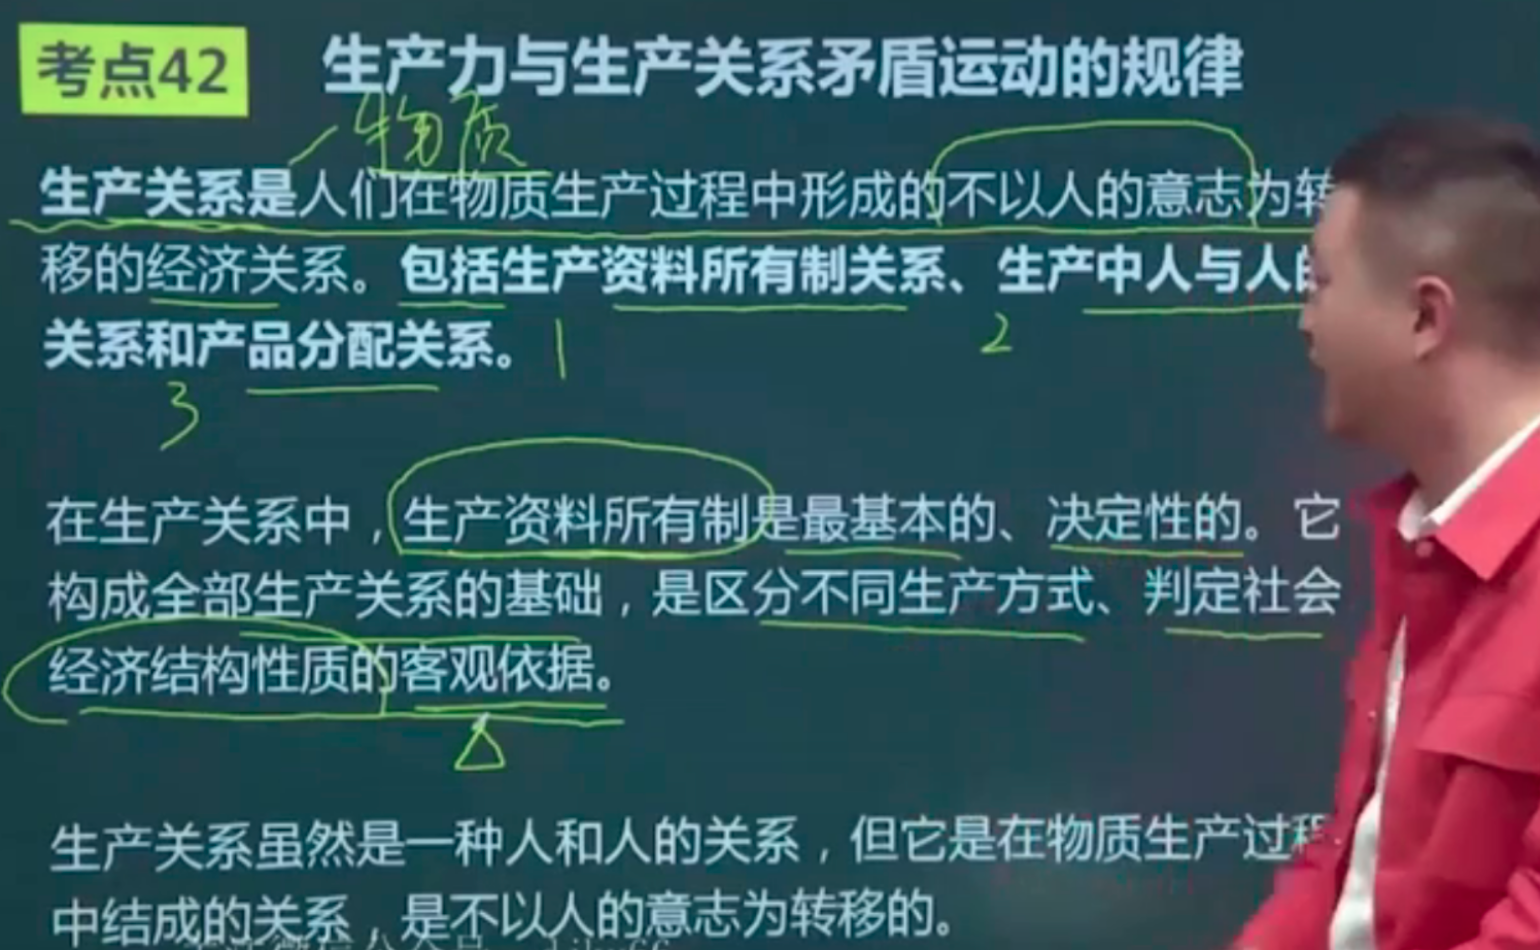 考点42
生产力与生产关系矛盾运动的规律
物质
生产关系是人们在物质生产过程中形成的不以人的意志为转
移的经济关系。包括生产资料所有制关系、生产中人与人的
关系和产品分配关系。
1
2
3
在生产关系中，生产资料所有制是最基本的、决定性的。它
构成全部生产关系的基础，是区分不同生产方式、判定社会
经济结构性质的客观依据。
生产关系虽然是一种人和人的关系，但它是在物质生产过程
中结成的关系，是不以人的意志为转移的。